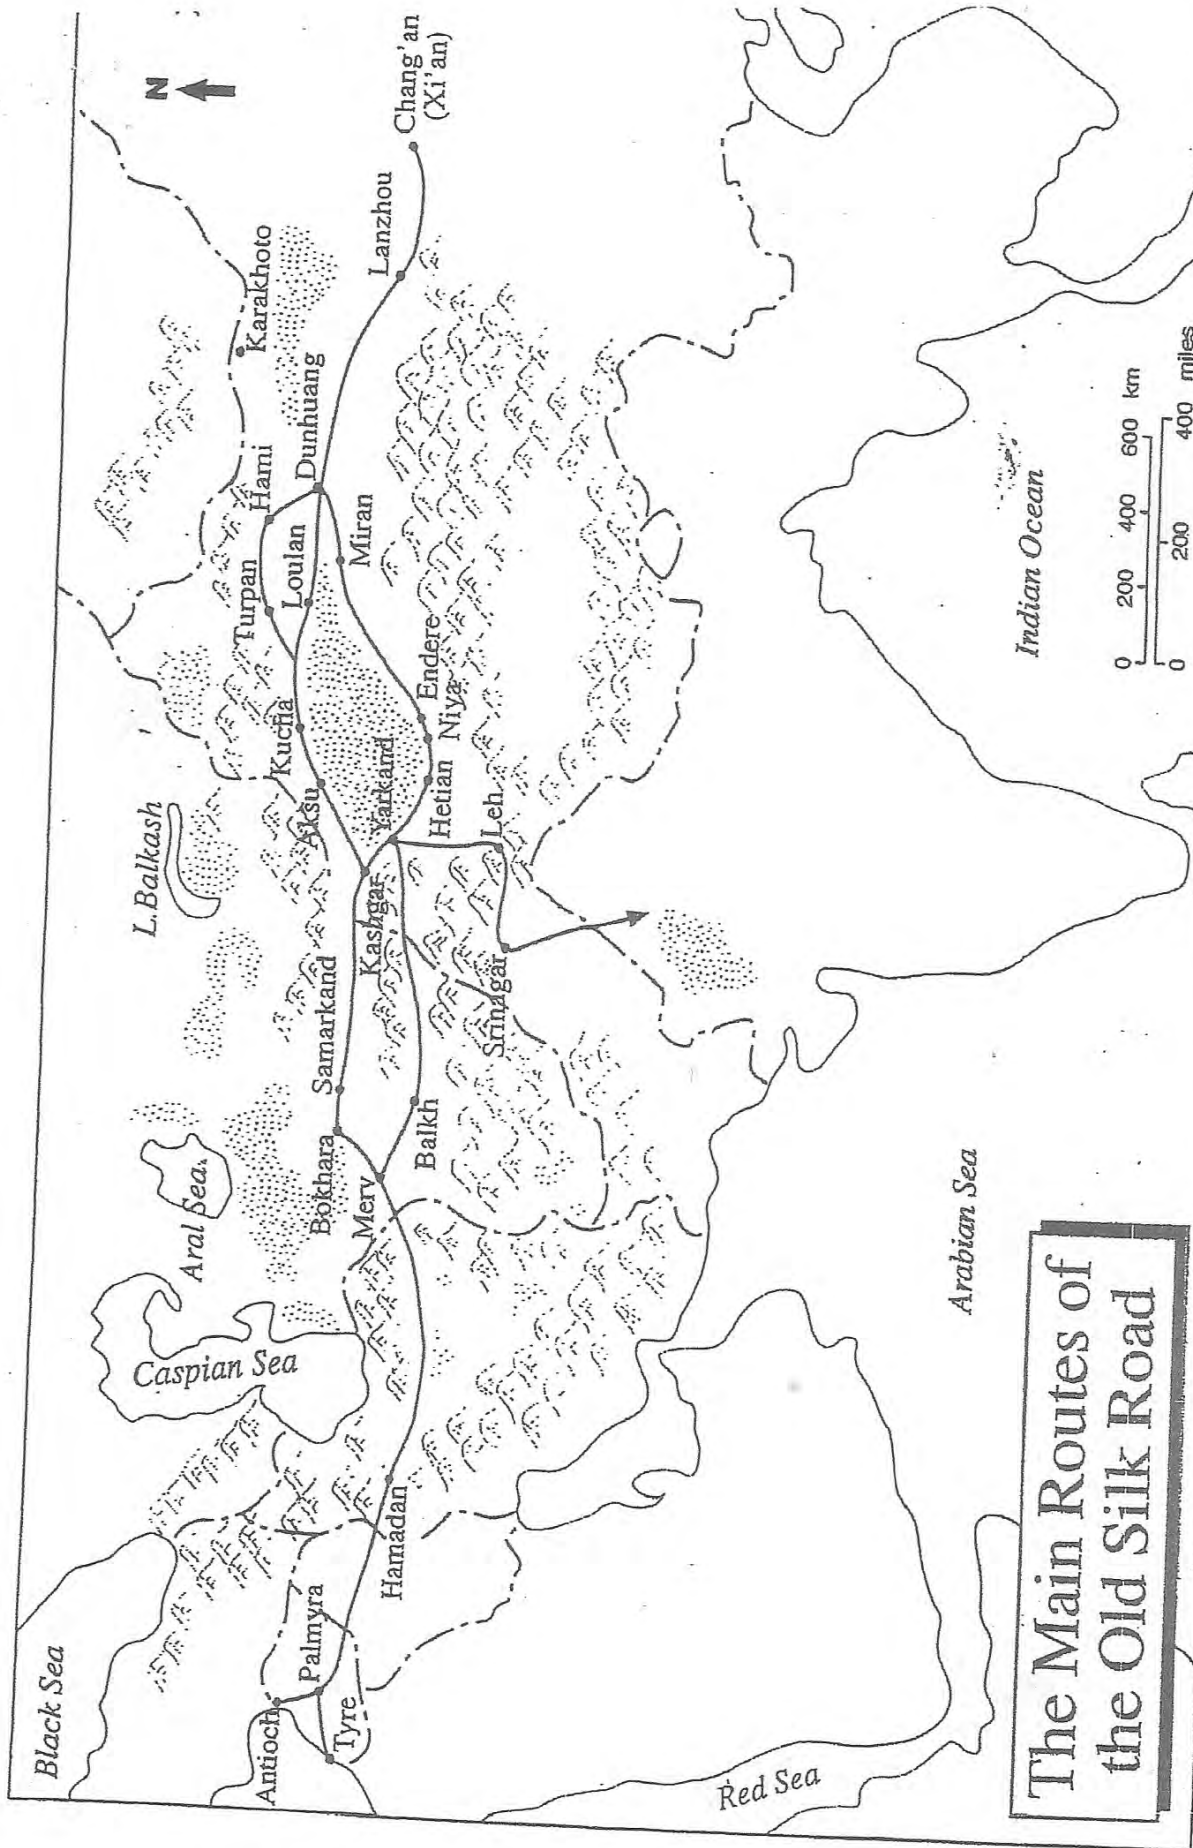 N
Black Sea
Caspian Sea
Aral Sea
L.Balkash
Antioch
Palmyra
Tyre
Hamadan
Merv
Bokhara
Samarkand
Balkh
Kashgar
Yarkand
Aksu
Kucha
Turpan
Hami
Loulan
Dunhuang
Miran
Endere
Niya
Hetian
Leh
Srinagar
Karakhoto
Lanzhou
Chang'an
(Xi'an)
Red Sea
Arabian Sea
Indian Ocean
0 200 400 600 km
0 200 400 miles
The Main Routes of
the Old Silk Road